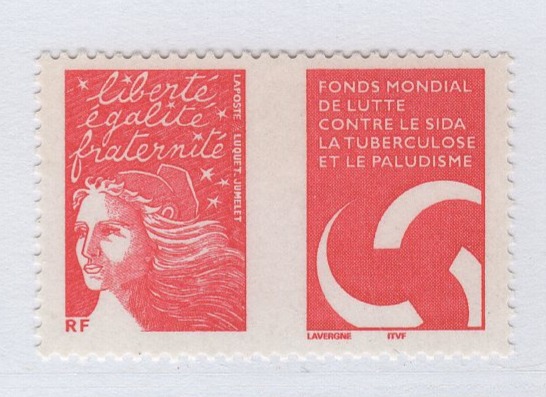 liberté
égalité
fraternité
LAPOSTE LUQUET.JUMELET
RF
FONDS MONDIAL
DE LUTTE
CONTRE LE SIDA
LA TUBERCULOSE
ET LE PALUDISME
LAVERGNE ITVF